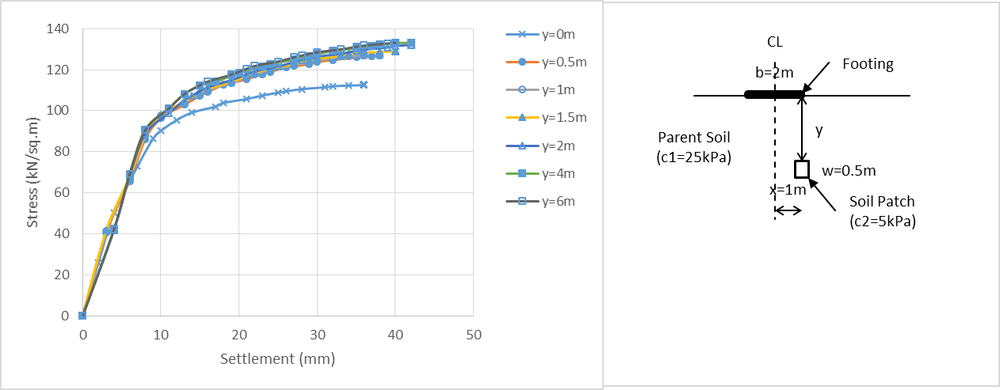 140
120
100
80
60
40
20
0
0
10
20
30
40
50
Stress (kN/sq.m)
Settlement (mm)
y=0m
y=0.5m
y=1m
y=1.5m
y=2m
y=4m
y=6m
CL
b=2m
Footing
y
Parent Soil
(c1=25kPa)
w=0.5m
x=1m
Soil Patch
(c2=5kPa)